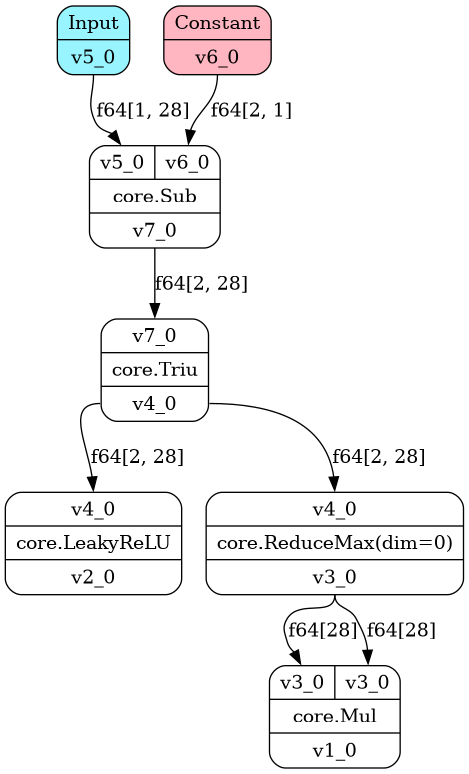 Input
v5_0
Constant
v6_0
f64[1, 28]
f64[2, 1]
v5_0
v6_0
core.Sub
v7_0
f64[2, 28]
v7_0
core.Triu
v4_0
f64[2, 28]
f64[2, 28]
v4_0
core.LeakyReLU
v2_0
v4_0
core.ReduceMax(dim=0)
v3_0
f64[28]
f64[28]
v3_0
v3_0
core.Mul
v1_0